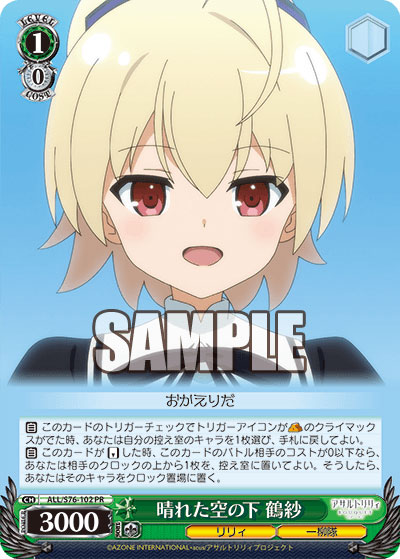 LEVEL
1
0
COST
SAMPLE
おかえりだ
自 このカードのトリガーチェックでトリガーアイコンが のクライマックスがでた時、あなたは自分の控え室のキャラを1枚選び、手札に戻してよい。
自 このカードが した時、このカードのバトル相手のコストが0以下なら、あなたは相手のクロックの上から1枚を、控え室に置いてよい。そうしたら、あなたはそのキャラをクロック置場に置く。
CH
ALL/S76-102 PR
3000
晴れた空の下 鶴紗
アサルトリリィ
リリィ
一柳隊
©AZONE INTERNATIONAL・acus/アサルトリリィプロジェクト